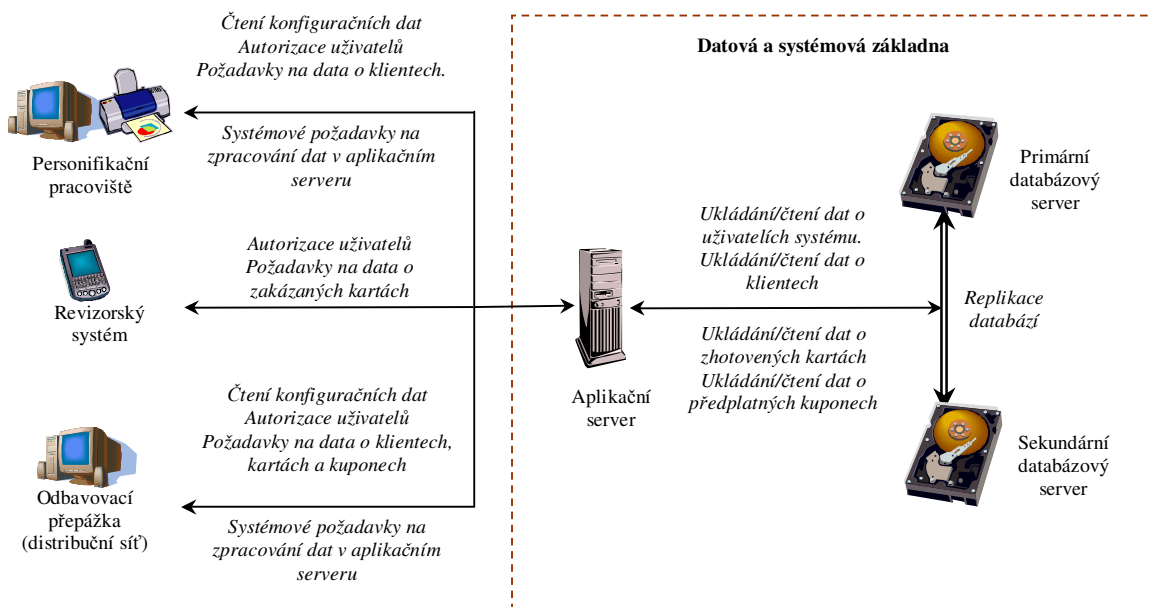 Čtení konfiguračních dat
Autorizace uživatelů
Požadavky na data o klientech.
Systémové požadavky na
zpracování dat v aplikačním
serveru
Personifikační
pracoviště
Autorizace uživatelů
Požadavky na data o
zakázaných kartách
Revizorský
systém
Čtení konfiguračních dat
Autorizace uživatelů
Požadavky na data o klientech,
kartách a kuponech
Odbavovací
přepážka
(distribuční síť)
Systémové požadavky na
zpracování dat v aplikačním
serveru
Datová a systémová základna
Aplikační
server
Ukládání/čtení dat o
uživatelích systému.
Ukládání/čtení dat o
klientech
Ukládání/čtení dat o
zhotovených kartách
Ukládání/čtení dat o
předplatných kuponech
Primární
databázový
server
Replikace
databází
Sekundární
databázový
server